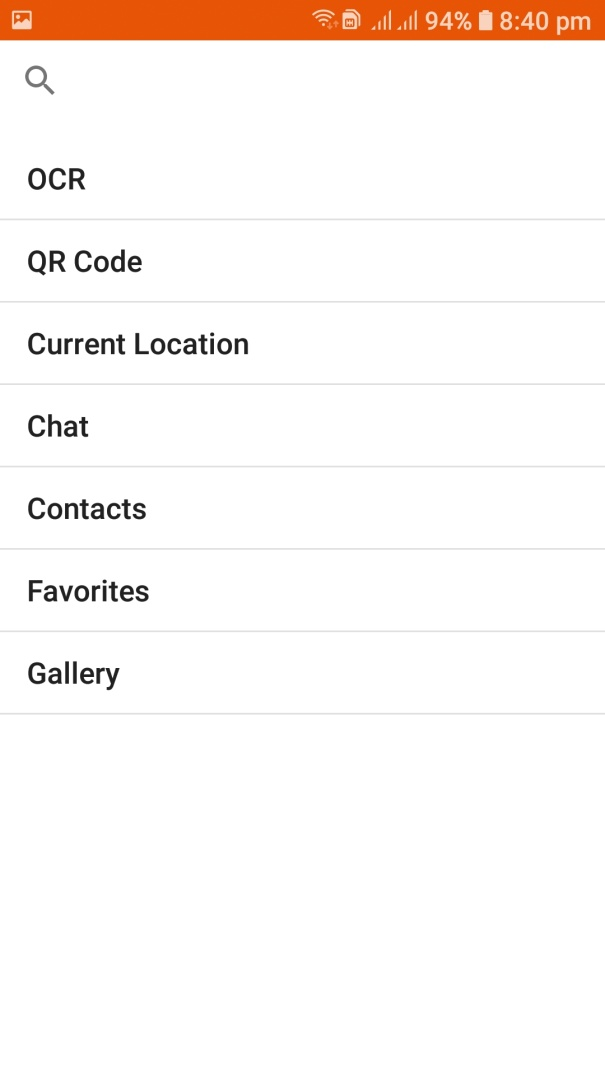 94% 8:40 pm
OCR
QR Code
Current Location
Chat
Contacts
Favorites
Gallery